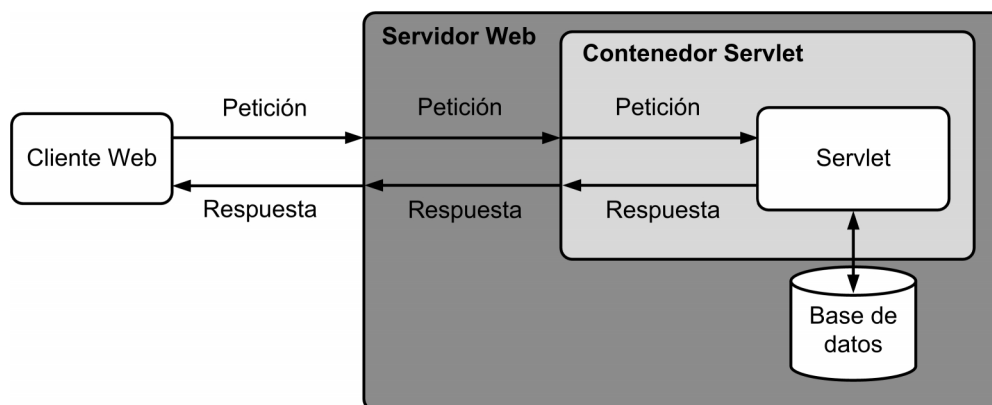 Servidor Web
Contenedor Servlet
Petición
Petición
Petición
Cliente Web
Servlet
Respuesta
Respuesta
Respuesta
Base de
datos